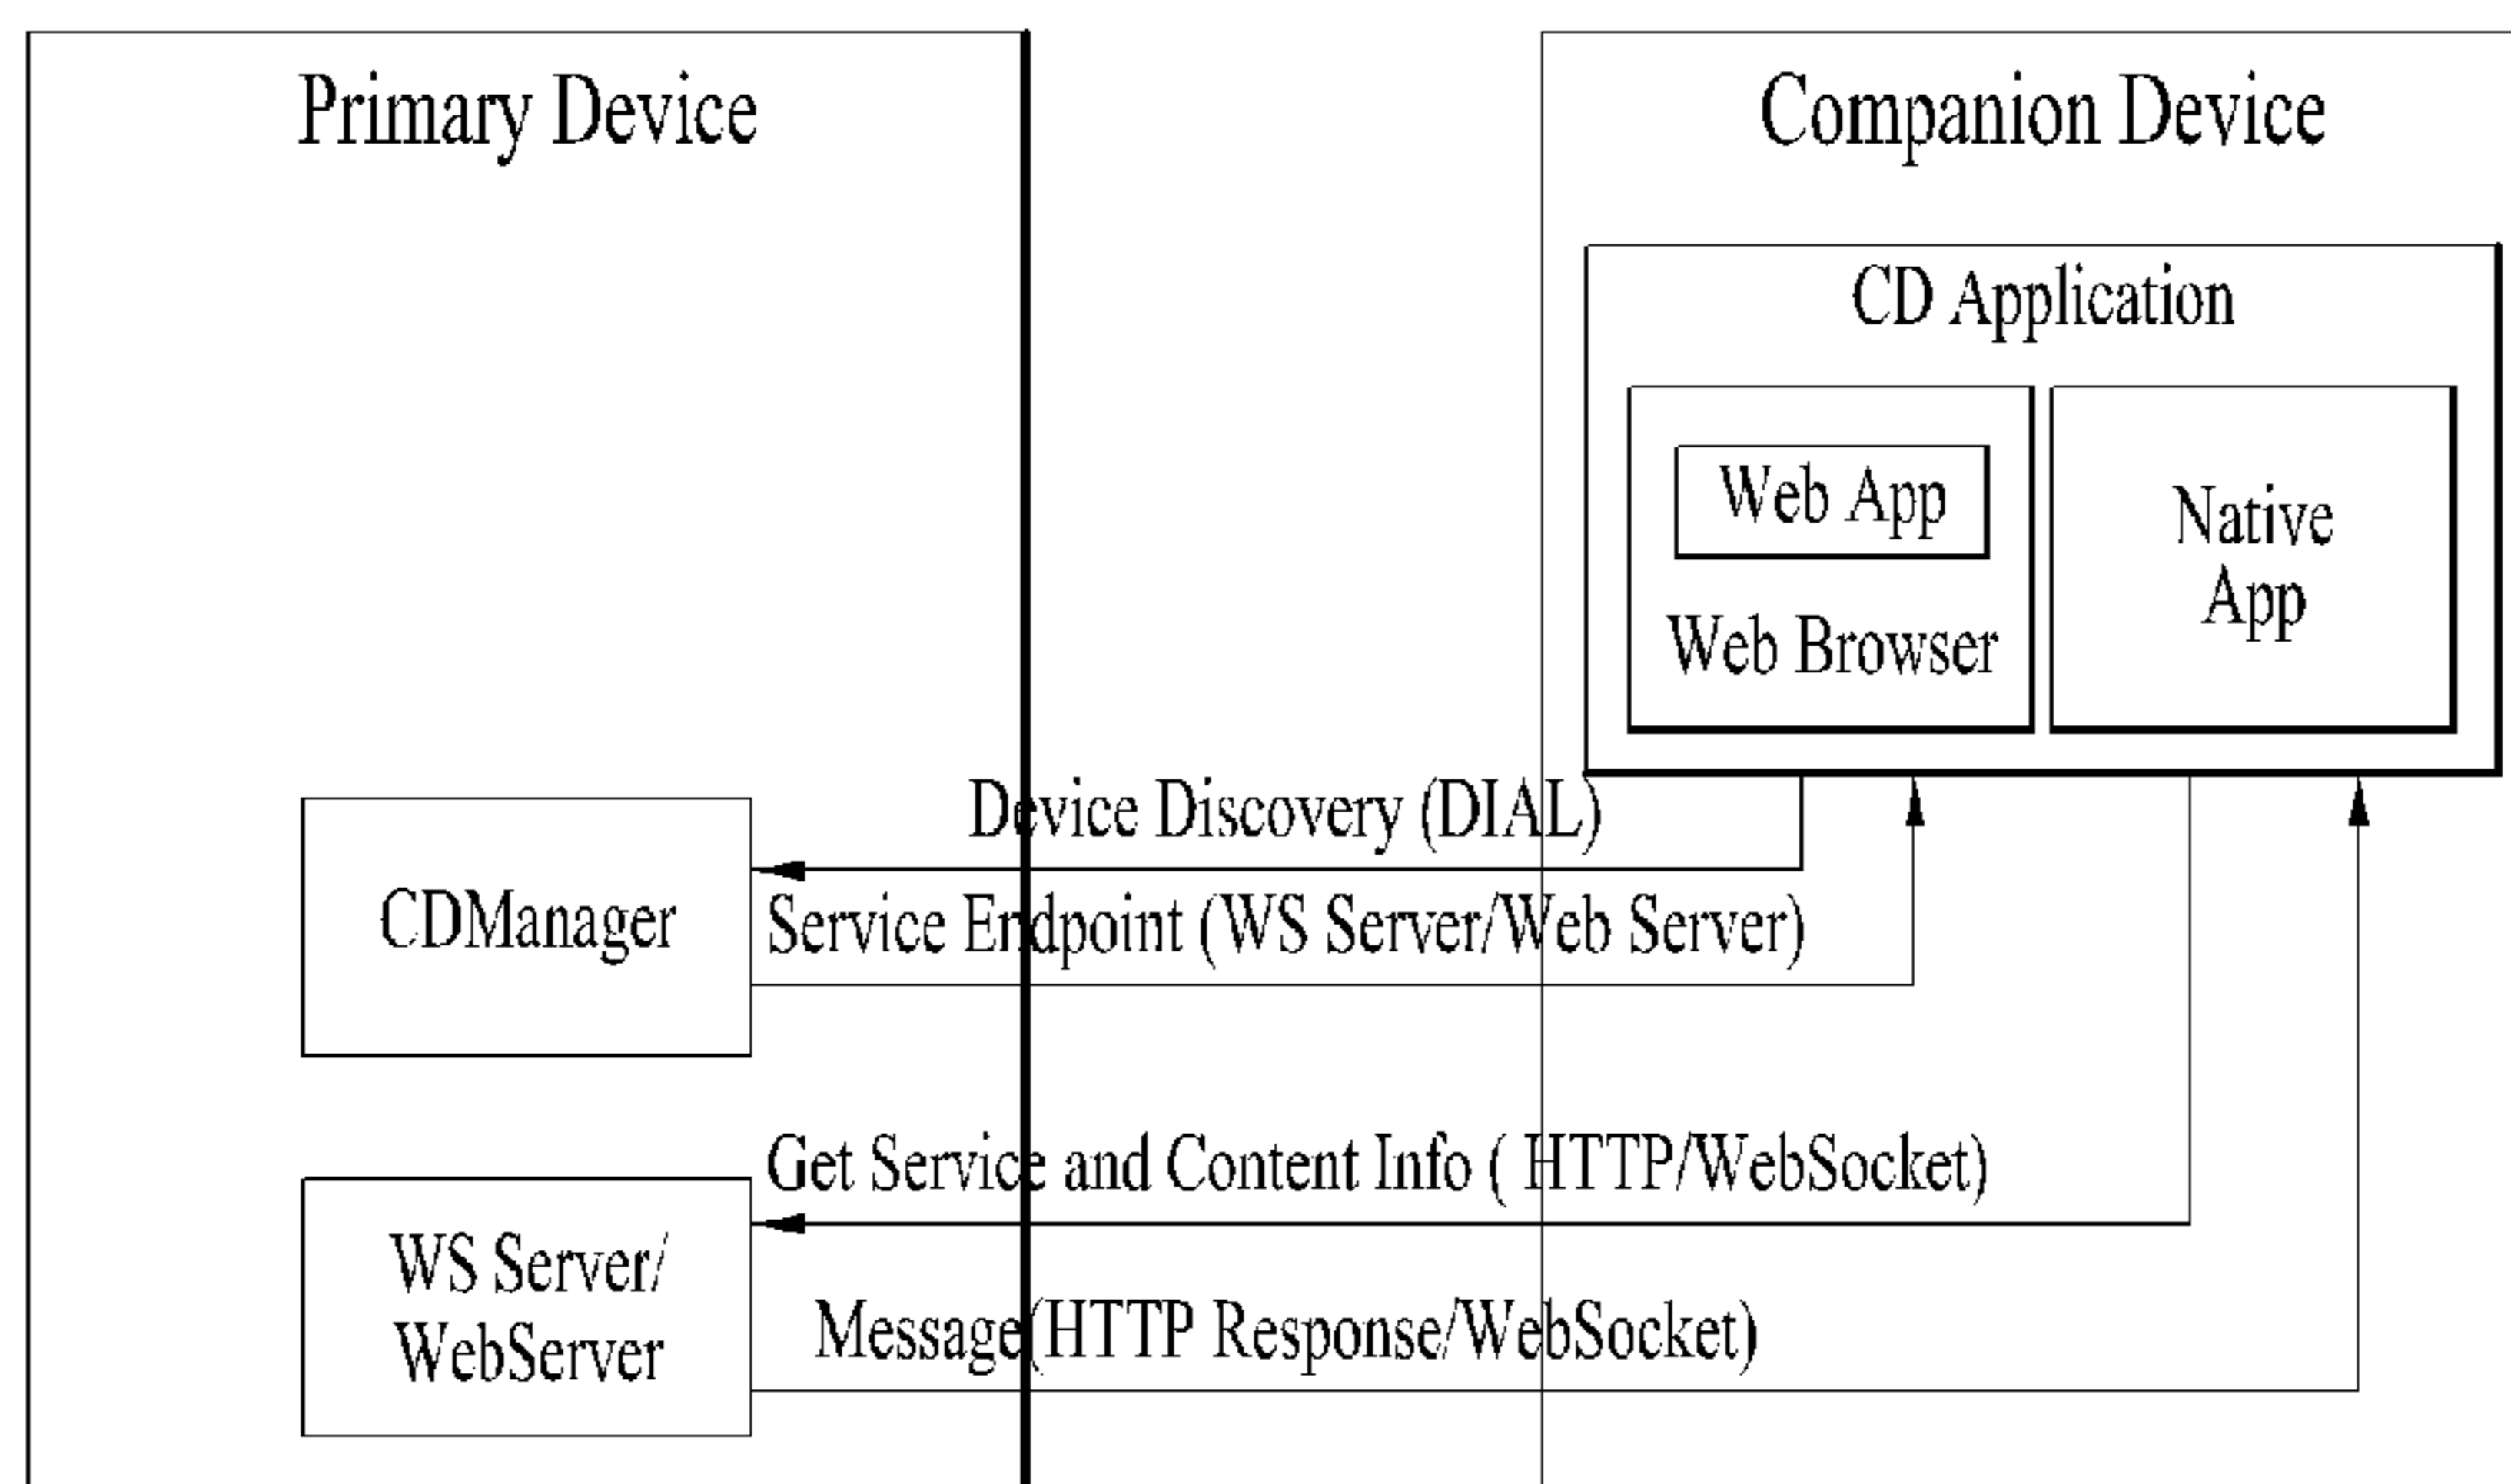 Primary Device
Companion Device
CD Application
Web App
Web Browser
Native
App
Device Discovery (DIAL)
CDManager
Service Endpoint (WS Server/Web Server)
Get Service and Content Info ( HTTP/WebSocket)
WS Server/
WebServer
Message(HTTP Response/WebSocket)